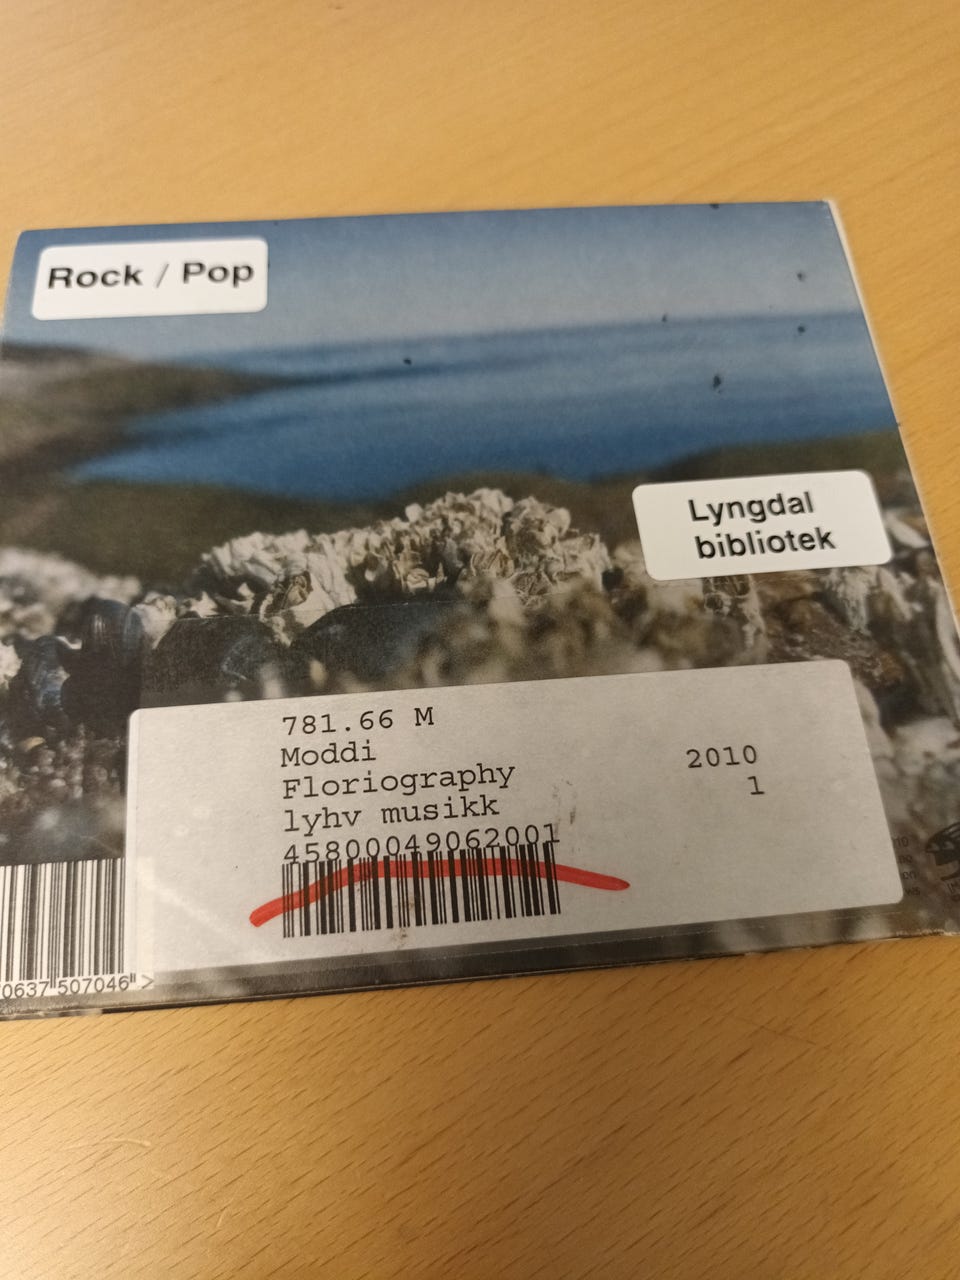 Rock / Pop
Lyngdal
bibliotek
781.66 M
Moddi
Floriography
lyhv musikk
45800049062001
2010
1
0637 507046 >